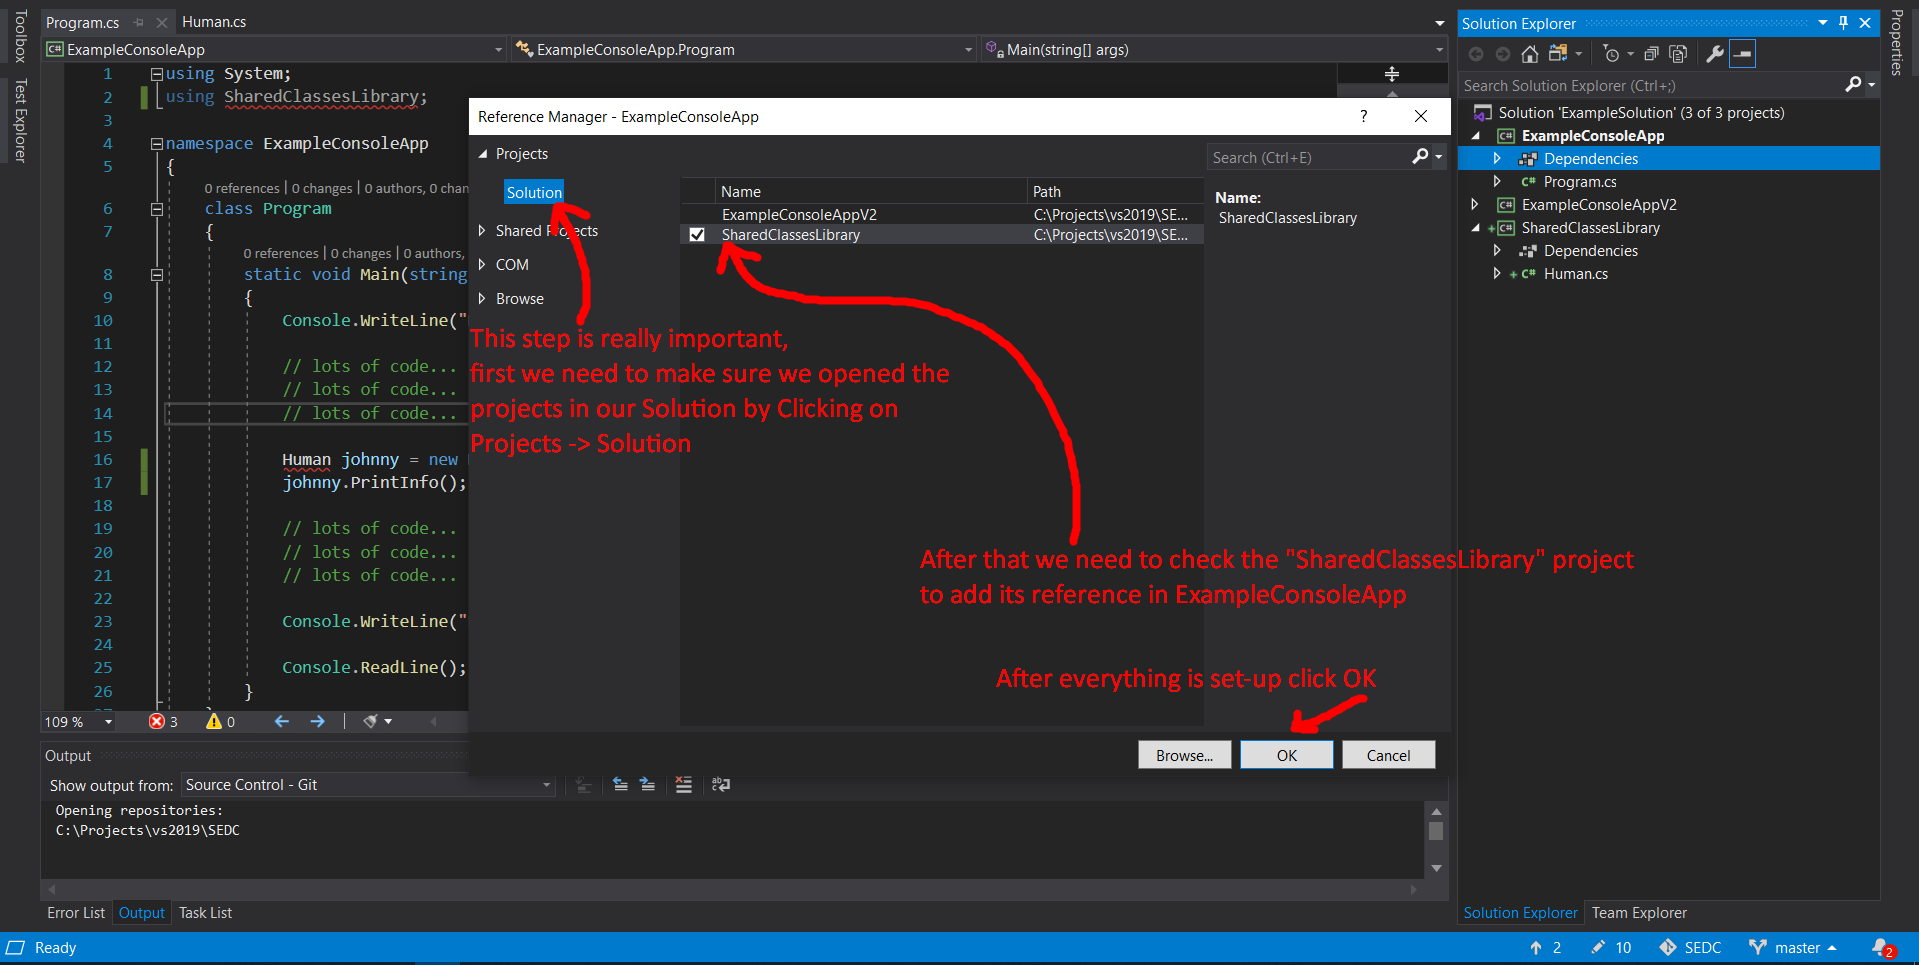 Toolbox
Test Explorer
Program.cs
Human.cs
ExampleConsoleApp
ExampleConsoleApp.Program
Main(string[] args)
1 using System;
2 using SharedClassesLibrary;
3
4 namespace ExampleConsoleApp
5 {
0 references | 0 changes | 0 authors, 0 chan
6 class Program
7 {
0 references | 0 changes | 0 authors,
8 static void Main(string
9 {
10 Console.WriteLine("
11
12 // lots of code...
13 // lots of code...
14 // lots of code...
15
16 Human johnny = new
17 johnny.PrintInfo();
18
19 // lots of code...
20 // lots of code...
21 // lots of code...
22
23 Console.WriteLine("
24
25 Console.ReadLine();
26 }
109 %
3
0
Reference Manager - ExampleConsoleApp
?
Projects
Solution
Shared Projects
COM
Browse
Search (Ctrl+E)
Name Path
ExampleConsoleAppV2 C:\Projects\vs2019\SE...
SharedClassesLibrary C:\Projects\vs2019\SE...
Name:
SharedClassesLibrary
This step is really important,
first we need to make sure we opened the
projects in our Solution by Clicking on
Projects -> Solution
After that we need to check the "SharedClassesLibrary" project
to add its reference in ExampleConsoleApp
After everything is set-up click OK
Browse...
OK
Cancel
Output
Show output from: Source Control - Git
Opening repositories:
C:\Projects\vs2019\SEDC
Error List
Output
Task List
Solution Explorer
Search Solution Explorer (Ctrl+;)
Solution 'ExampleSolution' (3 of 3 projects)
ExampleConsoleApp
Dependencies
C# Program.cs
C# ExampleConsoleAppV2
C# SharedClassesLibrary
Dependencies
C# Human.cs
Solution Explorer
Team Explorer
Properties
Ready
2
10
SEDC
master
2